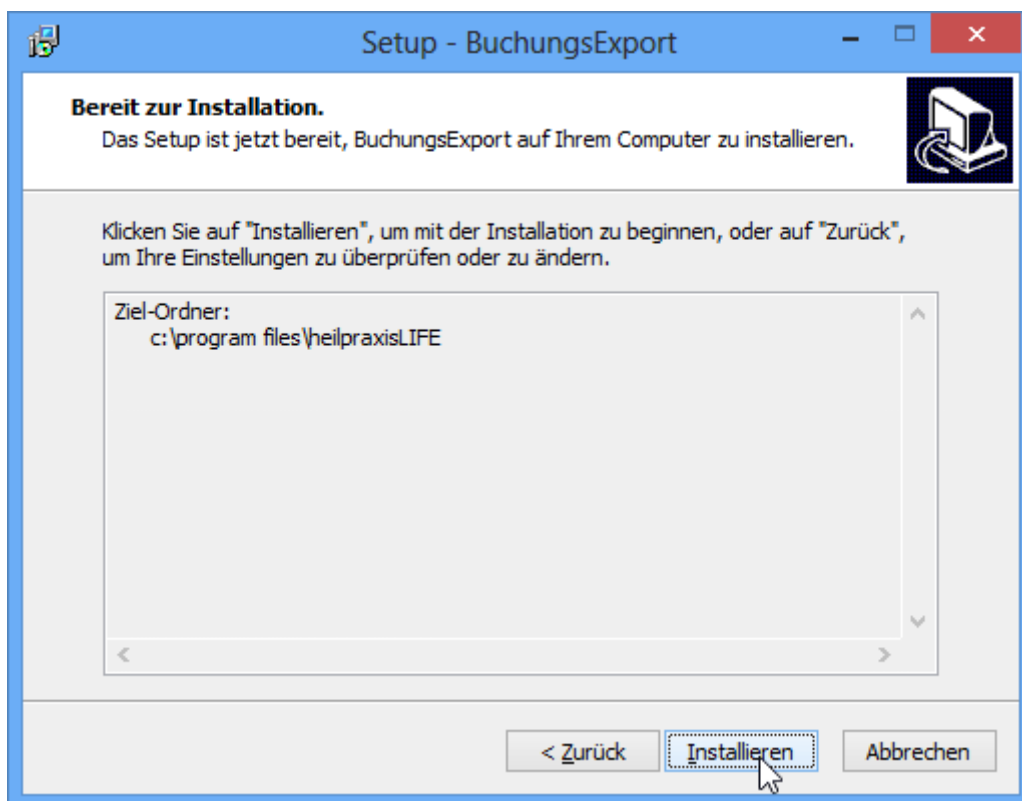 Setup - BuchungsExport
Bereit zur Installation.
Das Setup ist jetzt bereit, BuchungsExport auf Ihrem Computer zu installieren.
Klicken Sie auf "Installieren", um mit der Installation zu beginnen, oder auf "Zurück",
um Ihre Einstellungen zu überprüfen oder zu ändern.
Ziel-Ordner:
c:\program files\heilpraxisLIFE
< Zurück
Installieren
Abbrechen